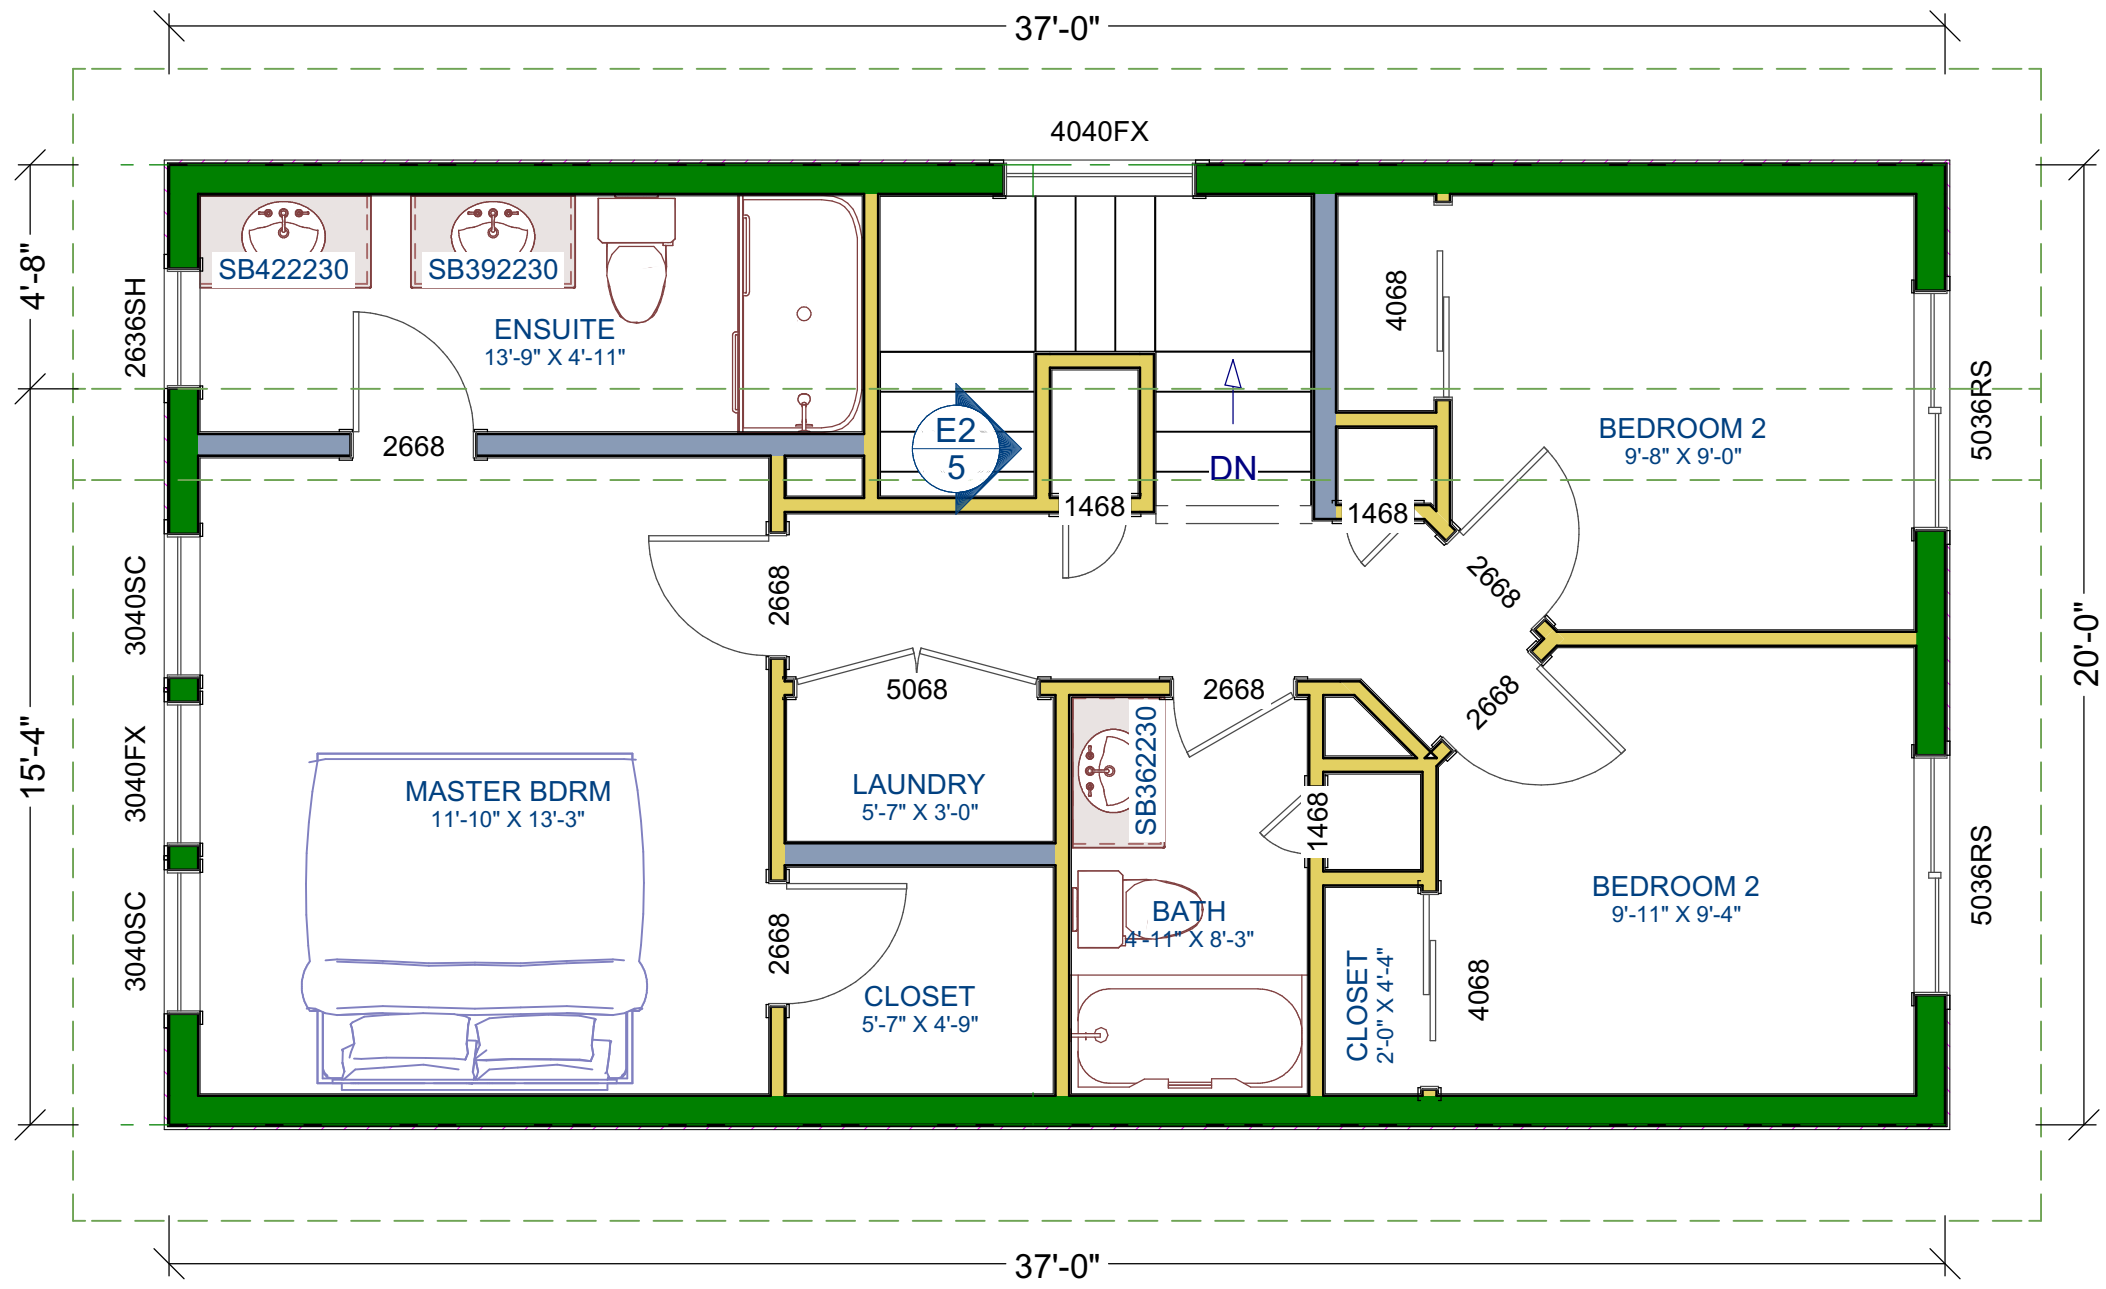 37'-0"
4040FX
4'-8"
2636SH
SB422230
SB392230
ENSUITE
13'-9" X 4'-11"
2668
4068
E2
5
DN
1468
1468
BEDROOM 2
9'-8" X 9'-0"
5036RS
2668
15'-4"
3040SC
3040FX
3040SC
2668
5068
2668
2668
20'-0"
MASTER BDRM
11'-10" X 13'-3"
LAUNDRY
5'-7" X 3'-0"
SB362230
1468
BEDROOM 2
9'-11" X 9'-4"
5036RS
2668
CLOSET
5'-7" X 4'-9"
BATH
4'-11" X 8'-3"
CLOSET
2'-0" X 4'-4"
4068
37'-0"